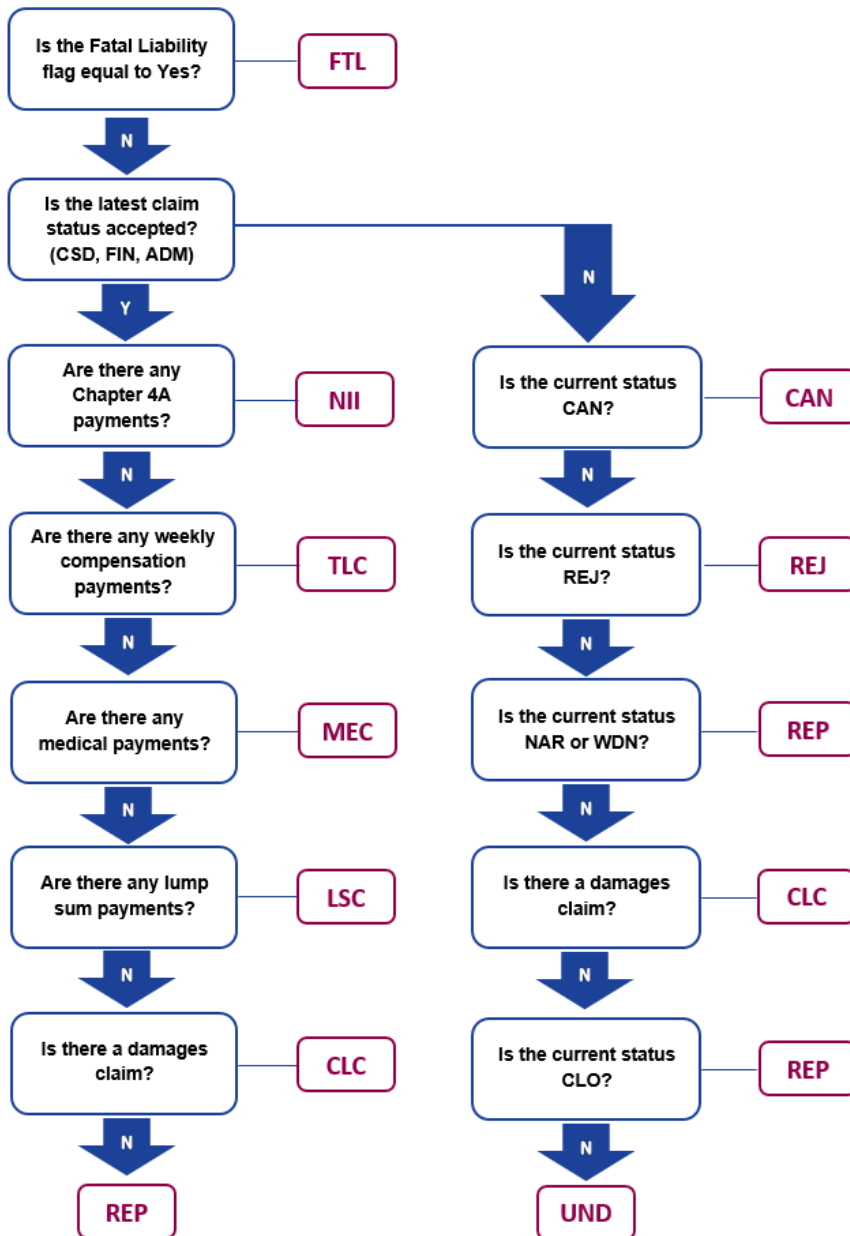 Is the Fatal Liability
flag equal to Yes?
FTL
N
Is the latest claim
status accepted?
(CSD, FIN, ADM)
Y
N
Are there any
Chapter 4A
payments?
NII
N
Are there any weekly
compensation
payments?
TLC
N
Are there any
medical payments?
MEC
N
Are there any lump
sum payments?
LSC
N
Is there a damages
claim?
CLC
N
REP
Is the current status
CAN?
CAN
N
Is the current status
REJ?
REJ
N
Is the current status
NAR or WDN?
REP
N
Is there a damages
claim?
CLC
N
Is the current status
CLO?
REP
N
UND